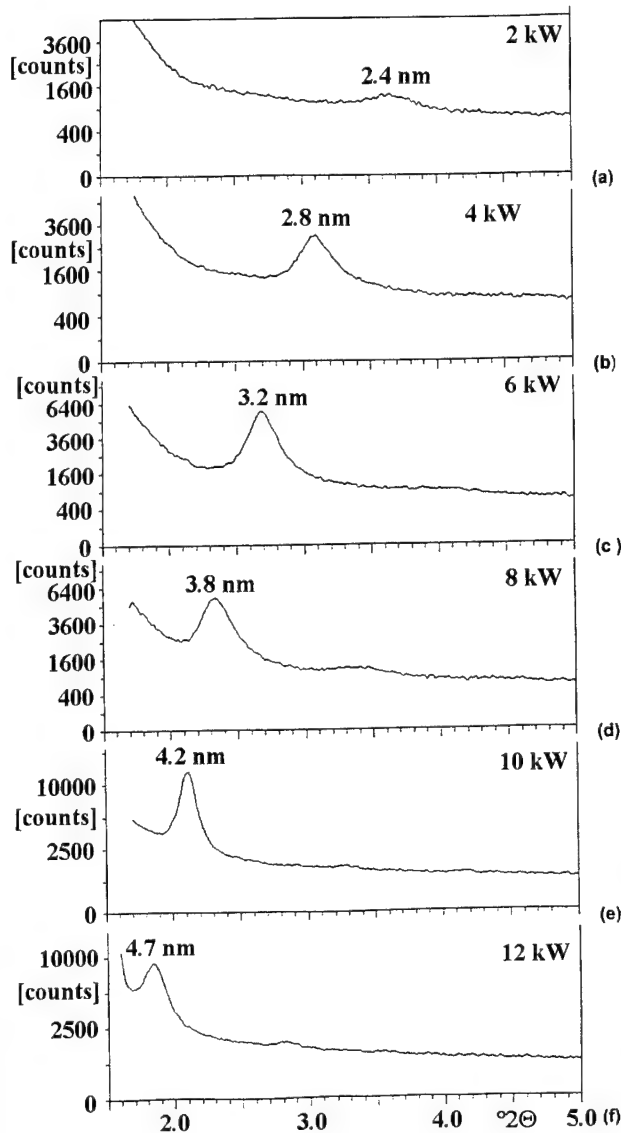 3600
2 kW
[counts]
2.4 nm
1600
400
0
(a)
2.8 nm
4 kW
3600
[counts]
1600
400
0
(b)
[counts]
3.2 nm
6 kW
6400
3600
1600
400
0
(c)
[counts]
3.8 nm
8 kW
6400
3600
1600
400
0
(d)
4.2 nm
10 kW
10000
[counts]
2500
0
(e)
4.7 nm
12 kW
10000
[counts]
2500
0
2.0 3.0 4.0 °2Θ 5.0 (f)